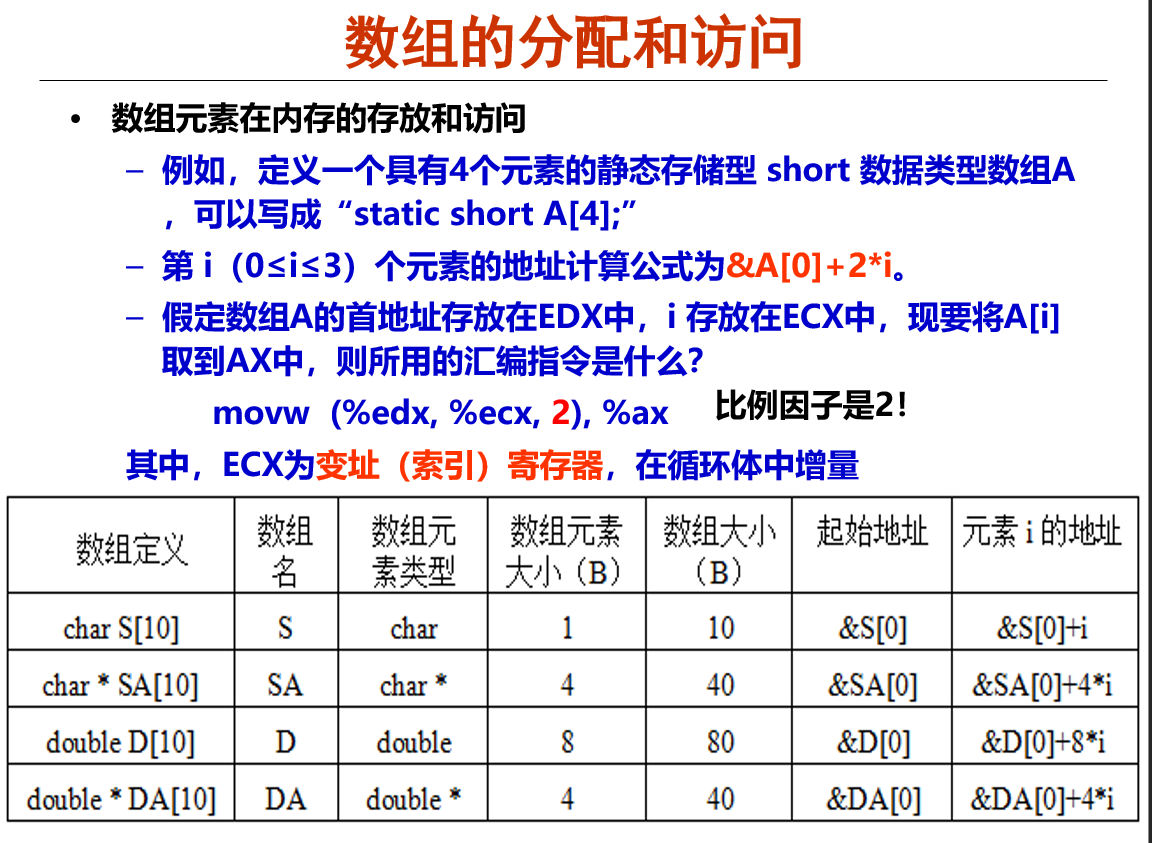 数组的分配和访问
• 数组元素在内存的存放和访问
– 例如，定义一个具有4个元素的静态存储型 short 数据类型数组A
，可以写成“static short A[4];”
– 第 i（0≤i≤3）个元素的地址计算公式为&A[0]+2*i。
– 假定数组A的首地址存放在EDX中，i 存放在ECX中，现要将A[i]
取到AX中，则所用的汇编指令是什么？
movw (%edx, %ecx, 2), %ax 比例因子是2！
其中，ECX为变址（索引）寄存器，在循环体中增量
数组定义 数组名 数组元素类型 数组元素大小（B） 数组大小（B） 起始地址 元素 i 的地址
char S[10] S char 1 10 &S[0] &S[0]+i
char * SA[10] SA char * 4 40 &SA[0] &SA[0]+4*i
double D[10] D double 8 80 &D[0] &D[0]+8*i
double * DA[10] DA double * 4 40 &DA[0] &DA[0]+4*i